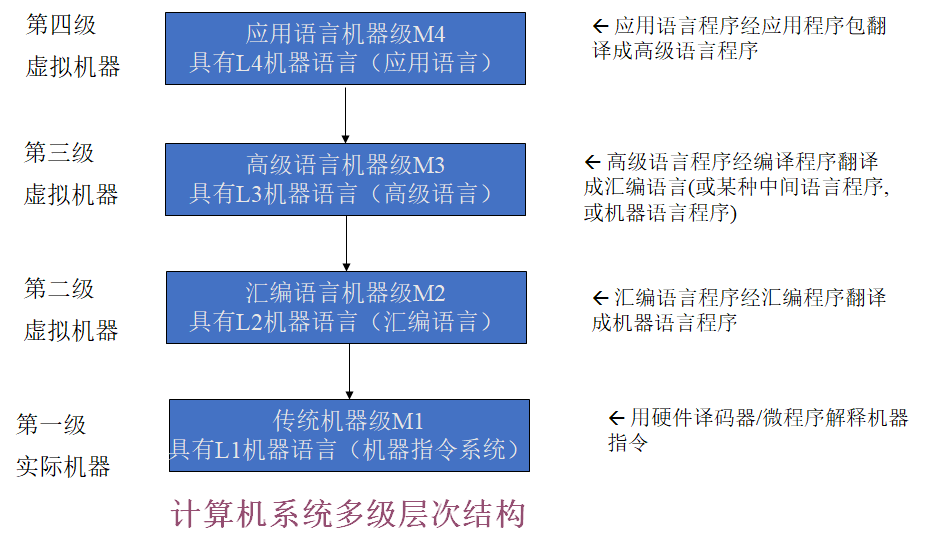 第四级
虚拟机器
应用语言机器级M4
具有L4机器语言（应用语言）
← 应用语言程序经应用程序包翻
译成高级语言程序
第三级
虚拟机器
高级语言机器级M3
具有L3机器语言（高级语言）
← 高级语言程序经编译程序翻译
成汇编语言(或某种中间语言程序,
或机器语言程序)
第二级
虚拟机器
汇编语言机器级M2
具有L2机器语言（汇编语言）
← 汇编语言程序经汇编程序翻译
成机器语言程序
第一级
实际机器
传统机器级M1
具有L1机器语言（机器指令系统）
← 用硬件译码器/微程序解释机器
指令
计算机系统多级层次结构